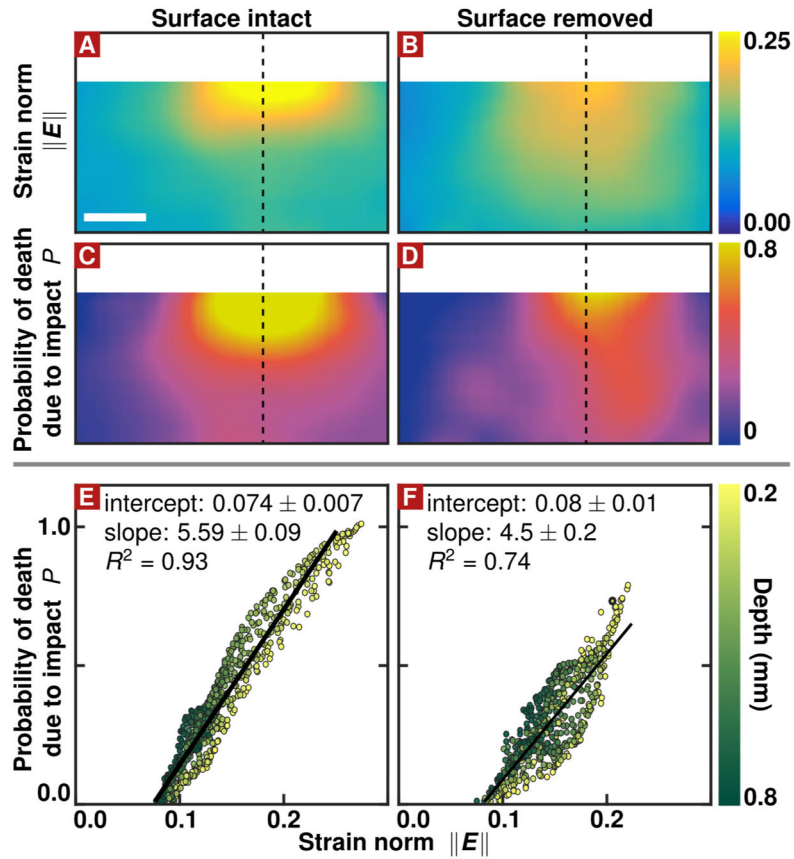 Surface intact
Surface removed
A
B
Strain norm
||E||
0.25
0.00
C
D
Probability of death
due to impact P
0.8
0
E
intercept: 0.074 ± 0.007
slope: 5.59 ± 0.09
R² = 0.93
F
intercept: 0.08 ± 0.01
slope: 4.5 ± 0.2
R² = 0.74
Probability of death
due to impact P
1.0
0.0
0.2
Depth (mm)
0.8
0.0 0.1 0.2
0.0 0.1 0.2
Strain norm ||E||